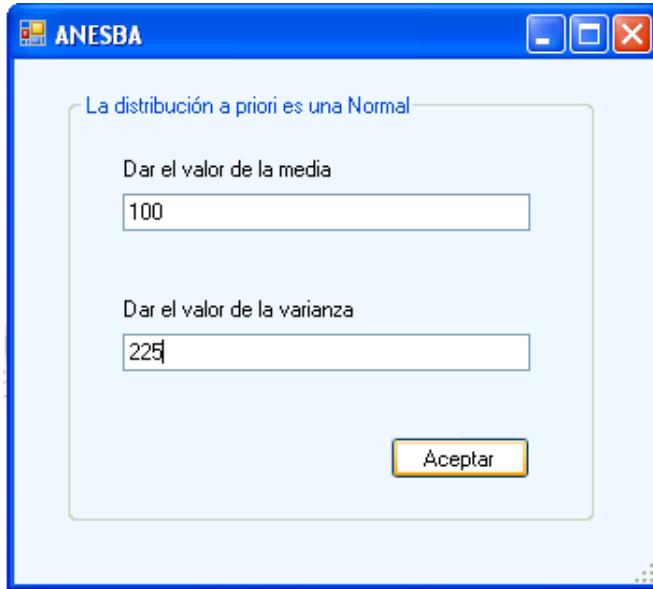 ANESBA
La distribución a priori es una Normal
Dar el valor de la media
100
Dar el valor de la varianza
225
Aceptar